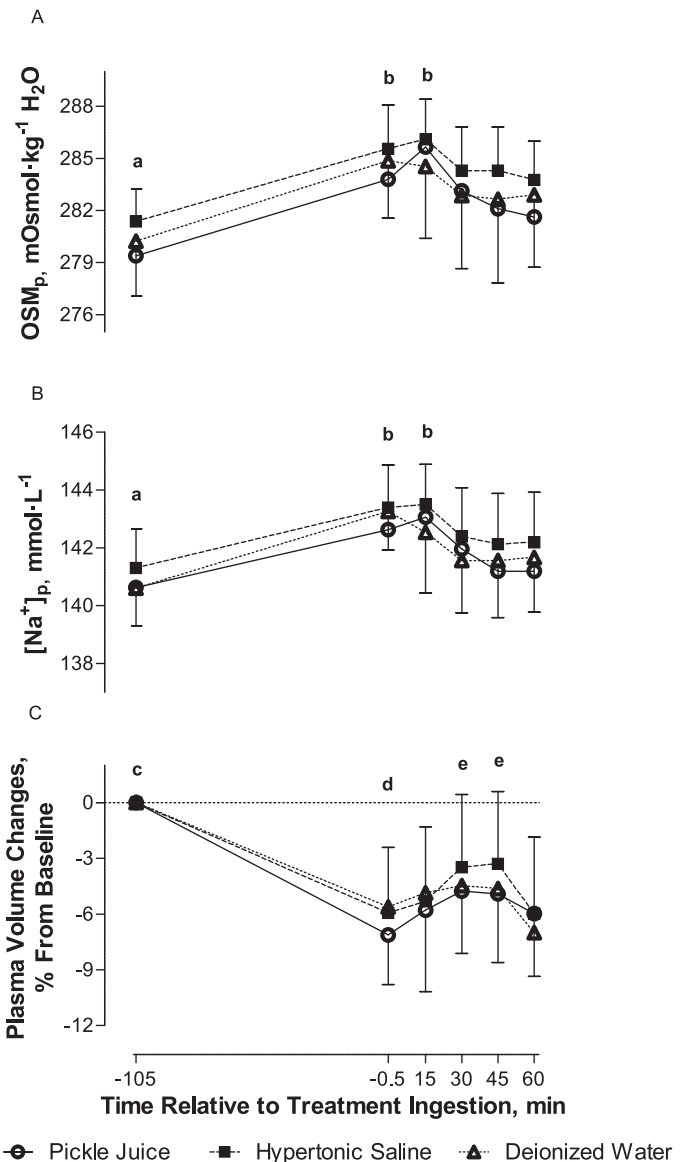 A
OSMp, mOsmol·kg⁻¹ H₂O
288
285
282
279
276
a
b b
B
[Na⁺]p, mmol·L⁻¹
146
144
142
140
138
a
b b
C
Plasma Volume Changes,
% From Baseline
0
-3
-6
-9
-12
c
d
e e
-105 -0.5 15 30 45 60
Time Relative to Treatment Ingestion, min
Pickle Juice Hypertonic Saline Deionized Water